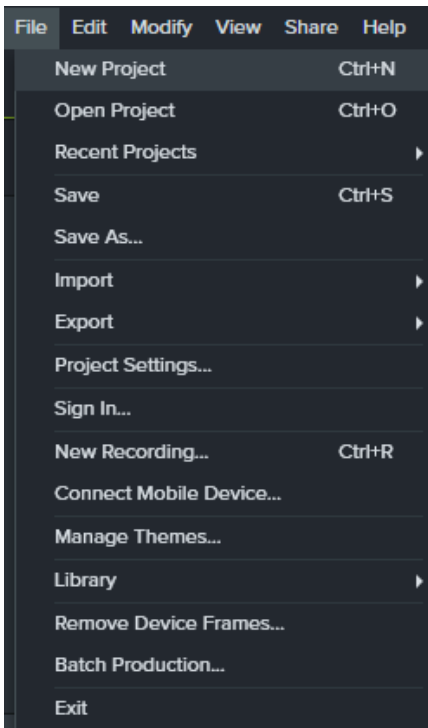 File Edit Modify View Share Help
New Project Ctrl+N
Open Project Ctrl+O
Recent Projects
Save Ctrl+S
Save As...
Import
Export
Project Settings...
Sign In...
New Recording... Ctrl+R
Connect Mobile Device...
Manage Themes...
Library
Remove Device Frames...
Batch Production...
Exit